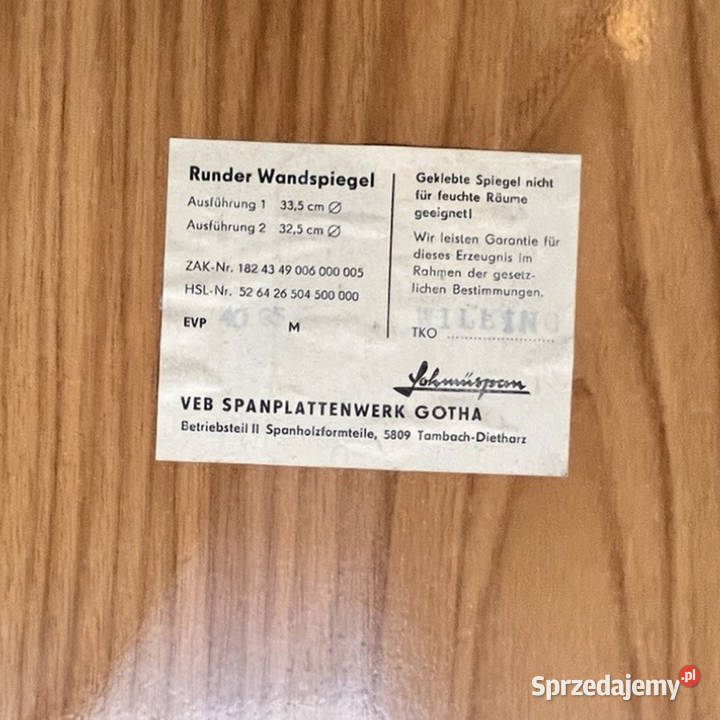 Runder Wandspiegel
Ausführung 1 33,5 cm ∅
Ausführung 2 32,5 cm ∅
ZAK-Nr. 182 43 49 006 000 005
HSL-Nr. 52 64 26 504 500 000
EVP M
Geklebte Spiegel nicht
für feuchte Räume
geeignet!
Wir leisten Garantie für
dieses Erzeugnis im
Rahmen der gesetz-
lichen Bestimmungen.
TKO
VEB SPANPLATTENWERK GOTHA
Betriebsteil II Spanholzformteile, 5809 Tambach-Dietharz
Sprzedajemy.pl